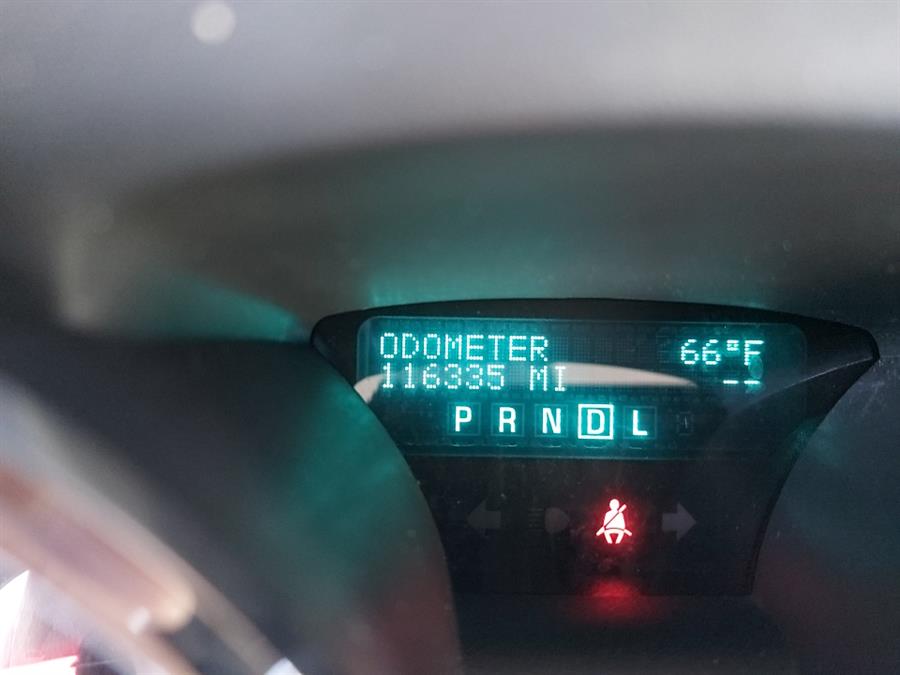 ODOMETER 66°F
116335 MI --
P R N D L